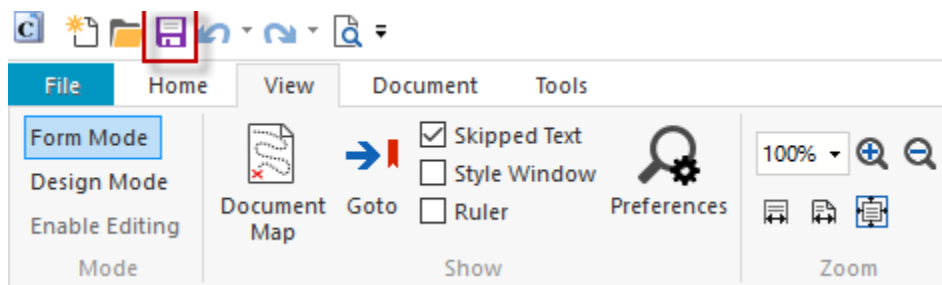 C
File Home View Document Tools
Form Mode
Design Mode
Enable Editing
Mode
Document
Map
Goto
Skipped Text
Style Window
Ruler
Preferences
Show
100%
Zoom